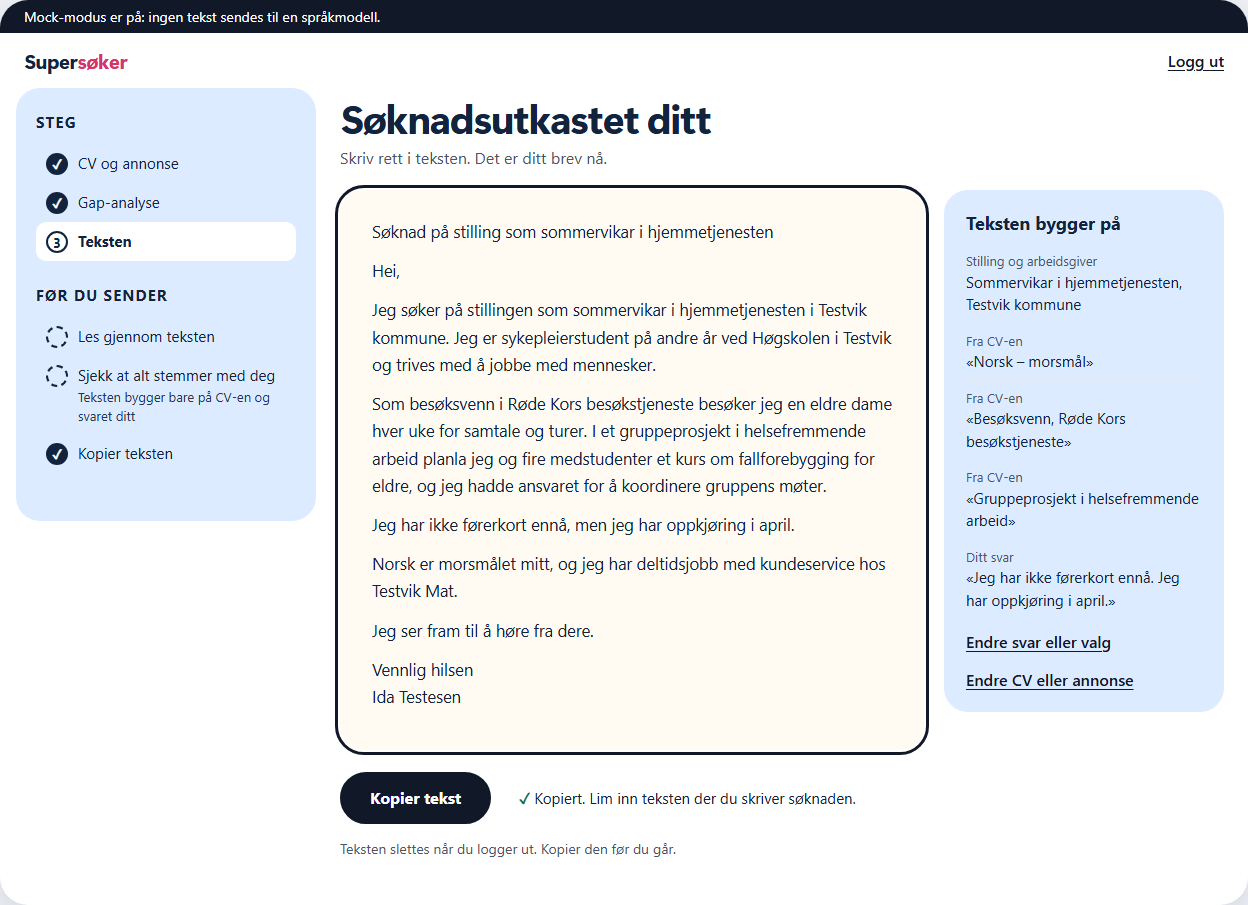 Mock-modus er på: ingen tekst sendes til en språkmodell.
Supersøker
Logg ut
STEG
CV og annonse
Gap-analyse
3 Teksten
FØR DU SENDER
Les gjennom teksten
Sjekk at alt stemmer med deg
Teksten bygger bare på CV-en og
svaret ditt
Kopier teksten
Søknadsutkastet ditt
Skriv rett i teksten. Det er ditt brev nå.
Søknad på stilling som sommervikar i hjemmetjenesten
Hei,
Jeg søker på stillingen som sommervikar i hjemmetjenesten i Testvik
kommune. Jeg er sykepleierstudent på andre år ved Høgskolen i Testvik
og trives med å jobbe med mennesker.
Som besøksvenn i Røde Kors besøkstjeneste besøker jeg en eldre dame
hver uke for samtale og turer. I et gruppeprosjekt i helsefremmende
arbeid planla jeg og fire medstudenter et kurs om fallforebygging for
eldre, og jeg hadde ansvaret for å koordinere gruppens møter.
Jeg har ikke førerkort ennå, men jeg har oppkjøring i april.
Norsk er morsmålet mitt, og jeg har deltidsjobb med kundeservice hos
Testvik Mat.
Jeg ser fram til å høre fra dere.
Vennlig hilsen
Ida Testesen
Kopier tekst
✓ Kopiert. Lim inn teksten der du skriver søknaden.
Teksten slettes når du logger ut. Kopier den før du går.
Teksten bygger på
Stilling og arbeidsgiver
Sommervikar i hjemmetjenesten,
Testvik kommune
Fra CV-en
«Norsk – morsmål»
Fra CV-en
«Besøksvenn, Røde Kors
besøkstjeneste»
Fra CV-en
«Gruppeprosjekt i helsefremmende
arbeid»
Ditt svar
«Jeg har ikke førerkort ennå. Jeg
har oppkjøring i april.»
Endre svar eller valg
Endre CV eller annonse